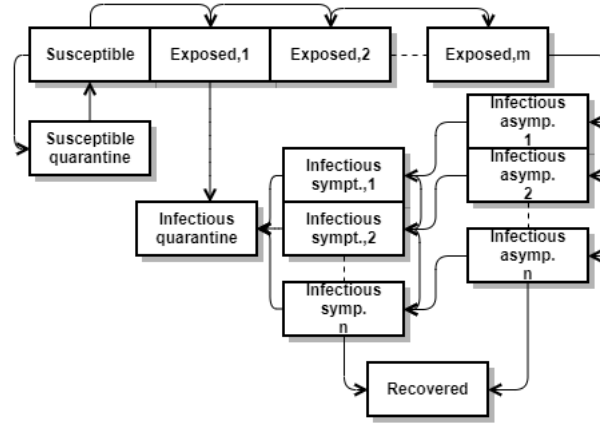 Susceptible
Exposed,1
Exposed,2
Exposed,m
Susceptible
quarantine
Infectious
asymp.
1
Infectious
asymp.
2
Infectious
asymp.
n
Infectious
sympt.,1
Infectious
sympt.,2
Infectious
symp.
n
Infectious
quarantine
Recovered